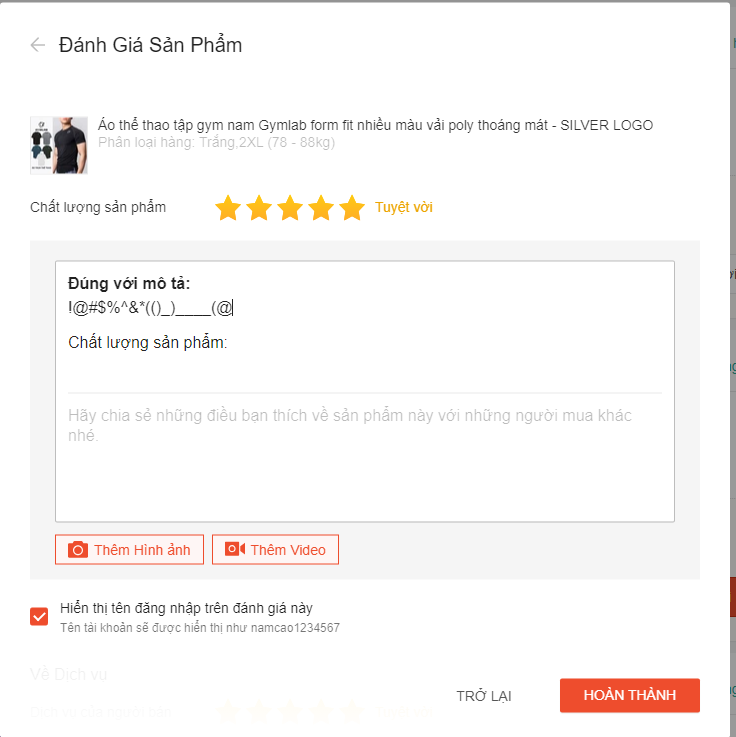 Đánh Giá Sản Phẩm
Áo thể thao tập gym nam Gymlab form fit nhiều màu vải poly thoáng mát - SILVER LOGO
Phân loại hàng: Trắng,2XL (78 - 88kg)
Chất lượng sản phẩm
Tuyệt vời
Đúng với mô tả:
!@#$%^&*(()_)____(@
Chất lượng sản phẩm:
Hãy chia sẻ những điều bạn thích về sản phẩm này với những người mua khác
nhé.
Thêm Hình ảnh
Thêm Video
Hiển thị tên đăng nhập trên đánh giá này
Tên tài khoản sẽ được hiển thị như namcao1234567
Về Dịch vụ
TRỞ LẠI
HOÀN THÀNH